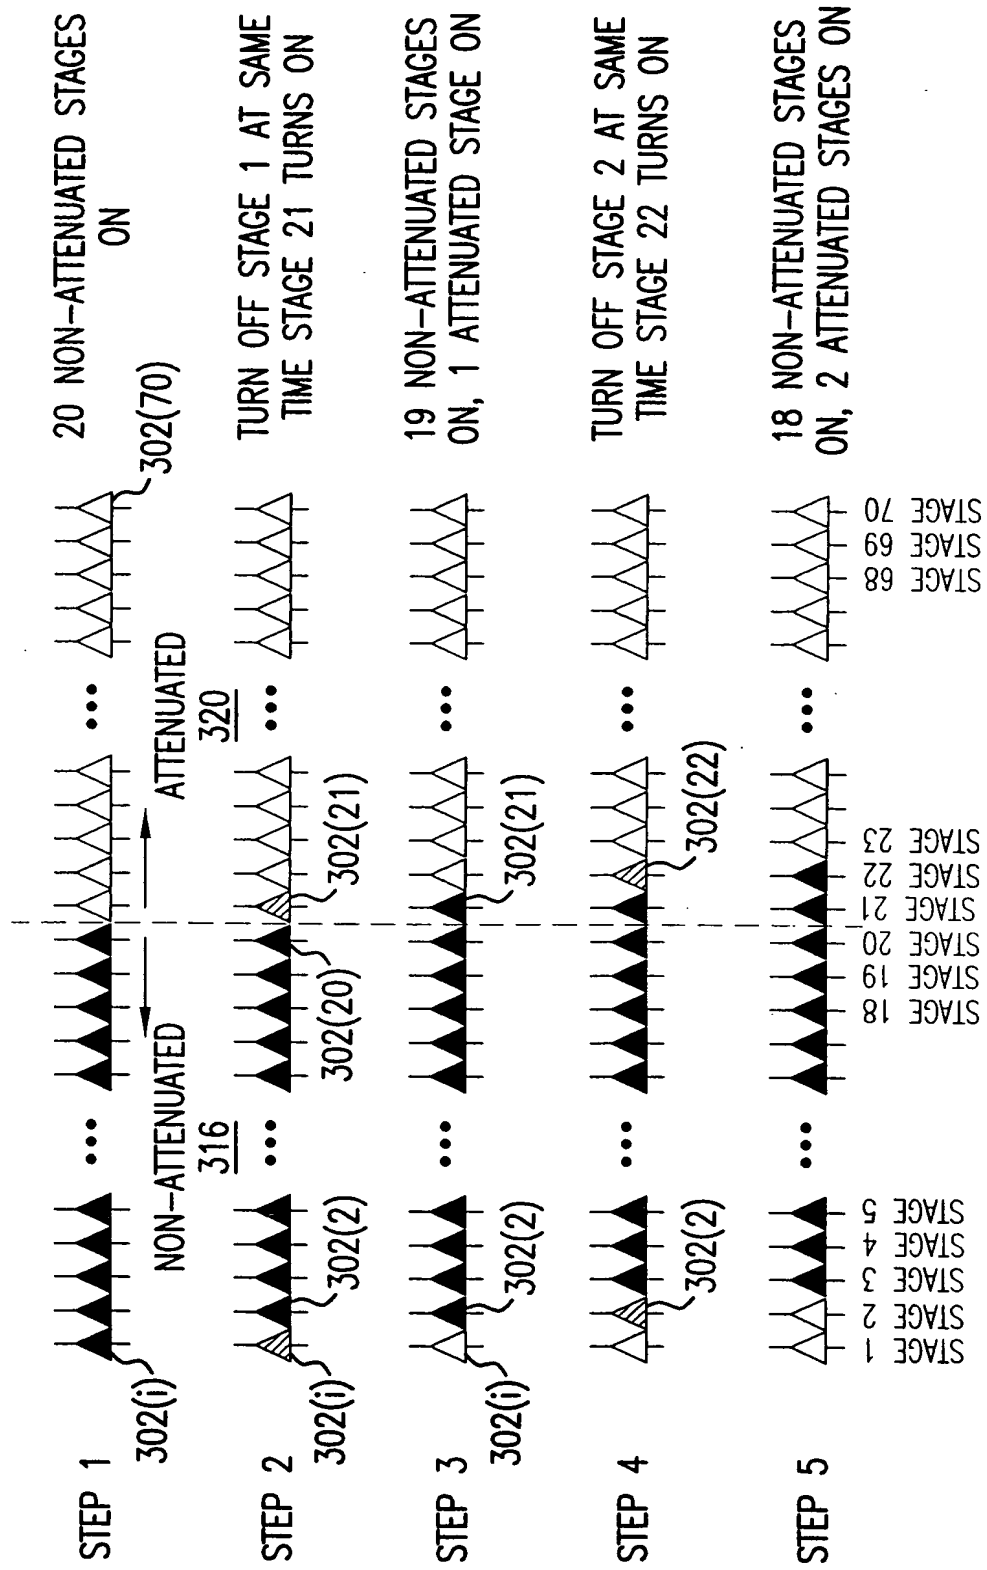 STEP 1
302(i)
302(70)
20 NON-ATTENUATED STAGES
ON
NON-ATTENUATED
316
ATTENUATED
320
STEP 2
302(i)
302(2)
302(20)
302(21)
TURN OFF STAGE 1 AT SAME
TIME STAGE 21 TURNS ON
STEP 3
302(i)
302(2)
302(21)
19 NON-ATTENUATED STAGES
ON, 1 ATTENUATED STAGE ON
STEP 4
302(2)
302(22)
TURN OFF STAGE 2 AT SAME
TIME STAGE 22 TURNS ON
STEP 5
18 NON-ATTENUATED STAGES
ON, 2 ATTENUATED STAGES ON
STAGE 1
STAGE 2
STAGE 3
STAGE 4
STAGE 5
STAGE 18
STAGE 19
STAGE 20
STAGE 21
STAGE 22
STAGE 23
STAGE 68
STAGE 69
STAGE 70